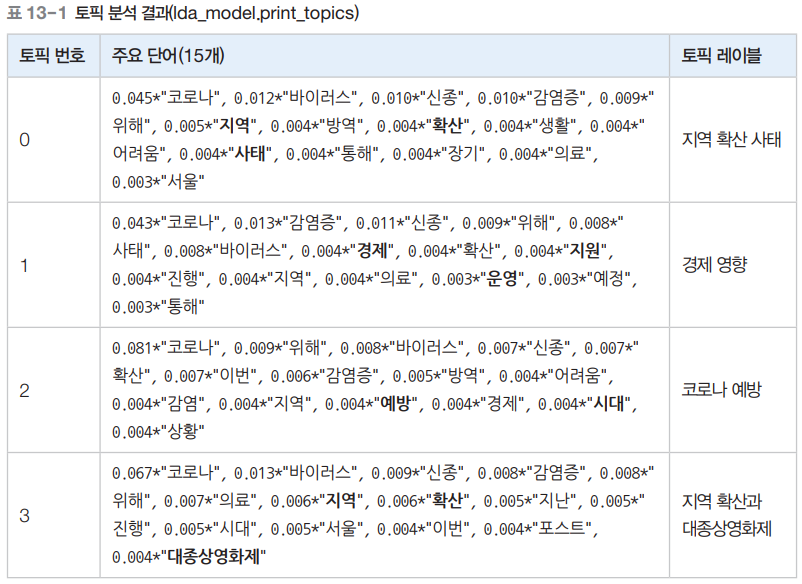 표 13-1 토픽 분석 결과(lda_model.print_topics)
토픽 번호 주요 단어(15개) 토픽 레이블
0.045*"코로나", 0.012*"바이러스", 0.010*"신종", 0.010*"감염증", 0.009*"
위해", 0.005*"지역", 0.004*"방역", 0.004*"확산", 0.004*"생활", 0.004*"
0 어려움", 0.004*"사태", 0.004*"통해", 0.004*"장기", 0.004*"의료", 지역 확산 사태
0.003*"서울"
0.043*"코로나", 0.013*"감염증", 0.011*"신종", 0.009*"위해", 0.008*"
사태", 0.008*"바이러스", 0.004*"경제", 0.004*"확산", 0.004*"지원",
1 0.004*"진행", 0.004*"지역", 0.004*"의료", 0.003*"운영", 0.003*"예정", 경제 영향
0.003*"통해"
0.081*"코로나", 0.009*"위해", 0.008*"바이러스", 0.007*"신종", 0.007*"
확산", 0.007*"이번", 0.006*"감염증", 0.005*"방역", 0.004*"어려움",
2 0.004*"감염", 0.004*"지역", 0.004*"예방", 0.004*"경제", 0.004*"시대", 코로나 예방
0.004*"상황"
0.067*"코로나", 0.013*"바이러스", 0.009*"신종", 0.008*"감염증", 0.008*"
위해", 0.007*"의료", 0.006*"지역", 0.006*"확산", 0.005*"지난", 0.005*"
3 진행", 0.005*"시대", 0.005*"서울", 0.004*"이번", 0.004*"포스트", 지역 확산과
0.004*"대종상영화제" 대종상영화제